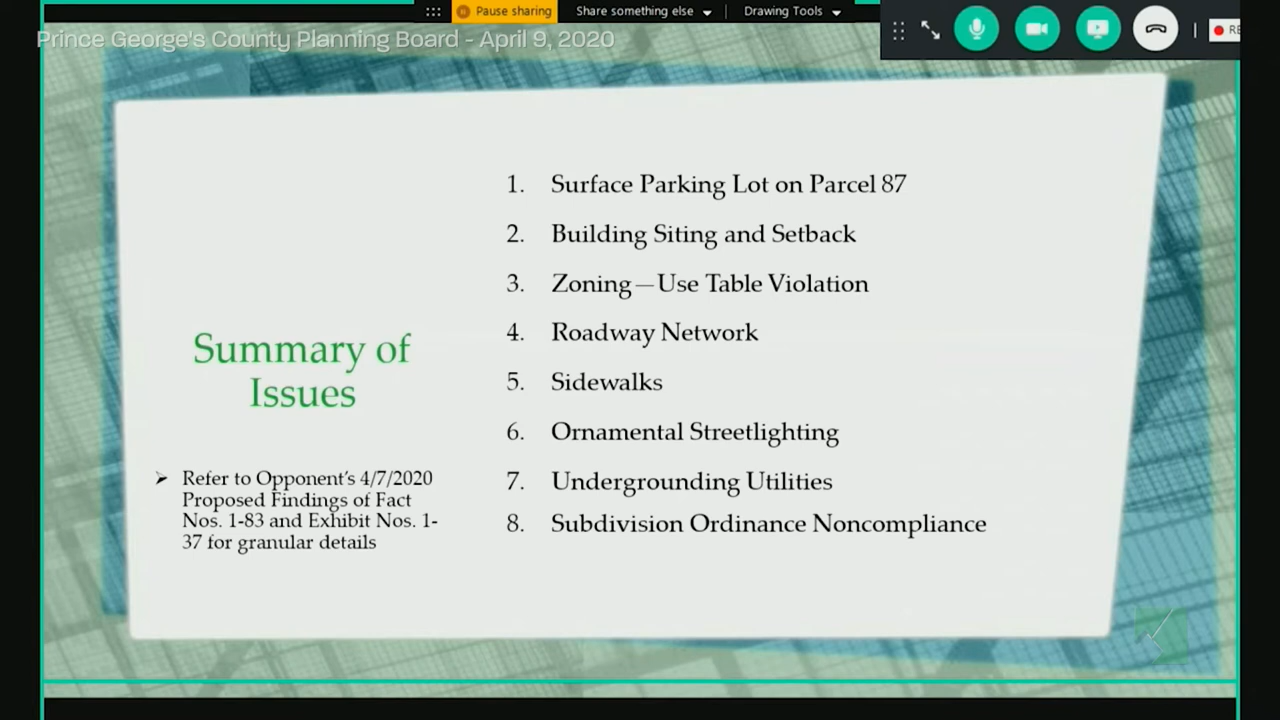 Pause sharing
Share something else
Drawing Tools
Prince George's County Planning Board - April 9, 2020
1. Surface Parking Lot on Parcel 87
2. Building Siting and Setback
3. Zoning—Use Table Violation
4. Roadway Network
5. Sidewalks
6. Ornamental Streetlighting
7. Undergrounding Utilities
8. Subdivision Ordinance Noncompliance
Summary of
Issues
➢ Refer to Opponent's 4/7/2020
Proposed Findings of Fact
Nos. 1-83 and Exhibit Nos. 1-
37 for granular details